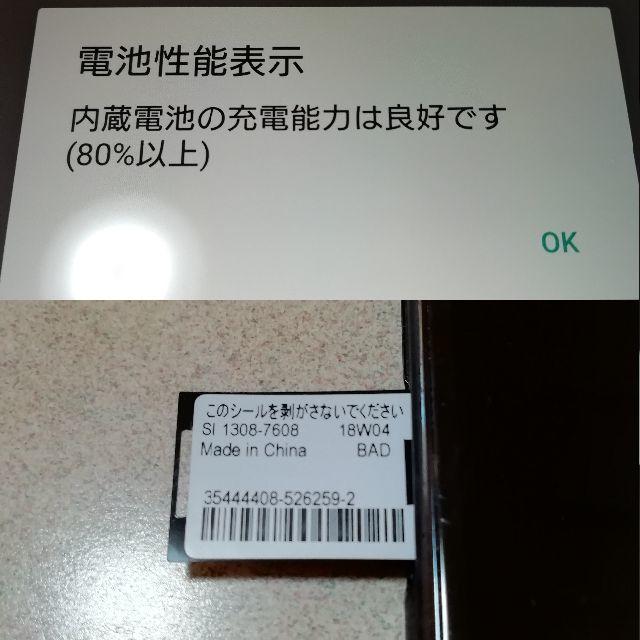 電池性能表示
内蔵電池の充電能力は良好です
(80%以上)
OK
このシールを剥がさないでください
SI 1308-7608 18W04
Made in China BAD
35444408-526259-2